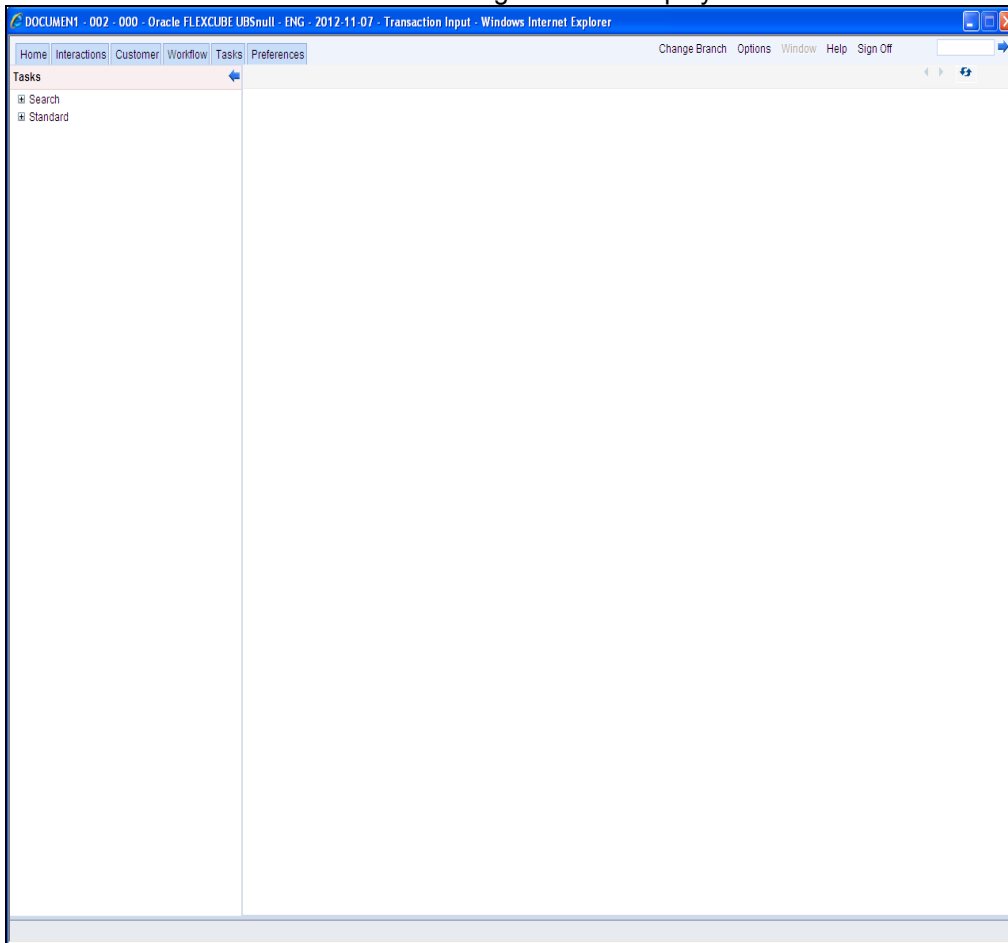 DOCUMEN1 - 002 - 000 - Oracle FLEXCUBE UBSnull - ENG - 2012-11-07 - Transaction Input - Windows Internet Explorer
Home Interactions Customer Workflow Tasks Preferences Change Branch Options Window Help Sign Off
Tasks
Search
Standard